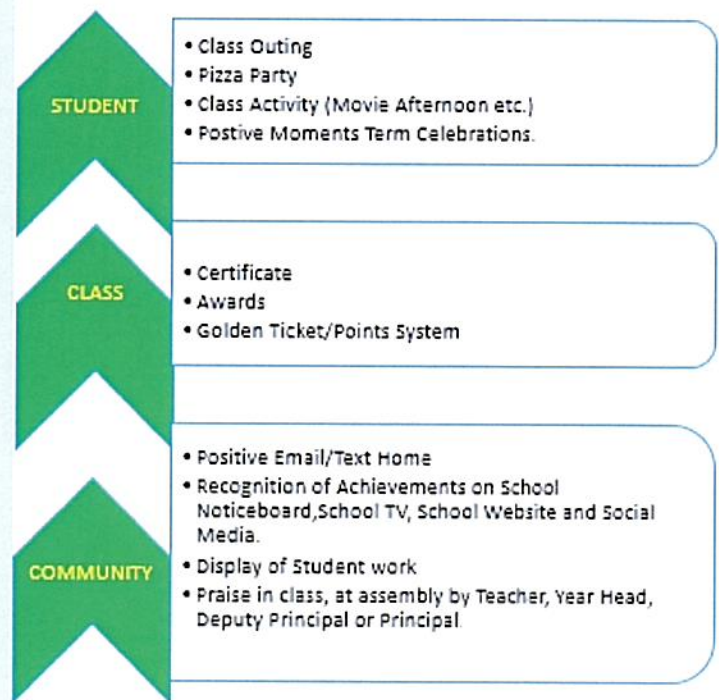 STUDENT
• Class Outing
• Pizza Party
• Class Activity (Movie Afternoon etc.)
• Postive Moments Term Celebrations.
CLASS
• Certificate
• Awards
• Golden Ticket/Points System
COMMUNITY
• Positive Email/Text Home
• Recognition of Achievements on School
Noticeboard,School TV, School Website and Social
Media.
• Display of Student work
• Praise in class, at assembly by Teacher, Year Head,
Deputy Principal or Principal.